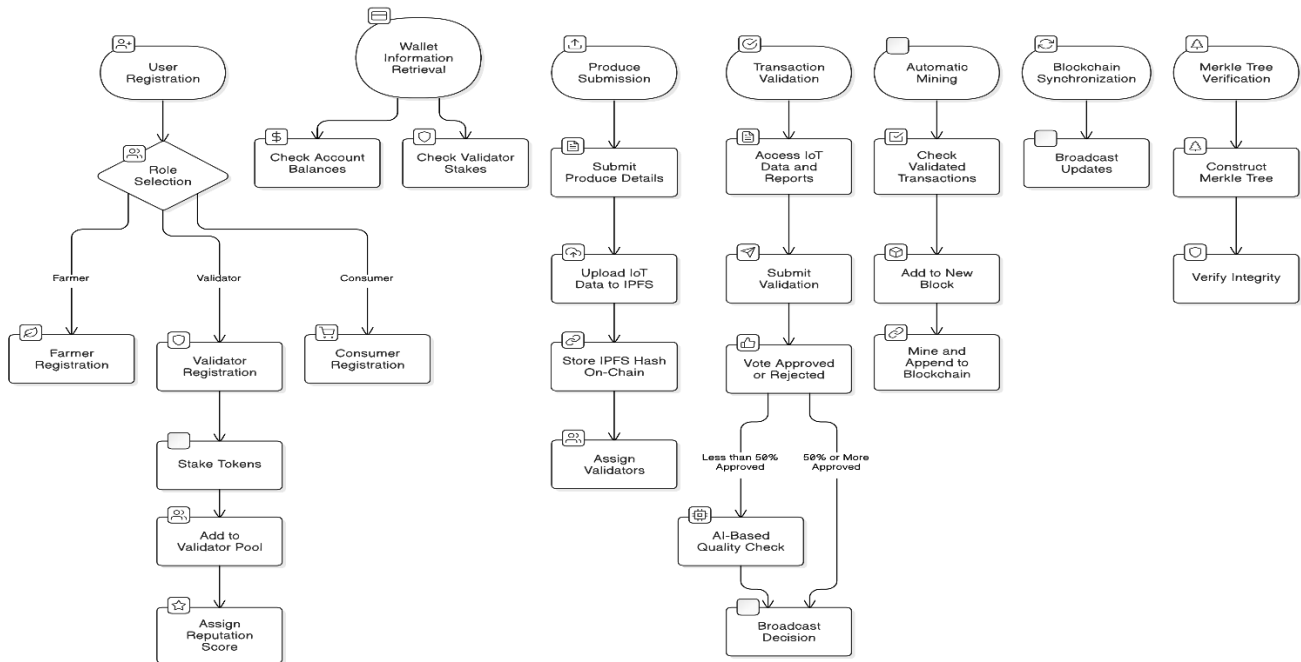 User
Registration
Role
Selection
Farmer
Validator
Consumer
Farmer
Registration
Validator
Registration
Consumer
Registration
Stake Tokens
Add to
Validator Pool
Assign
Reputation
Score
Wallet
Information
Retrieval
$
Check Account
Balances
Check Validator
Stakes
Produce
Submission
Submit
Produce Details
Upload IoT
Data to IPFS
Store IPFS Hash
On-Chain
Assign
Validators
Transaction
Validation
Access IoT
Data and
Reports
Submit
Validation
Vote Approved
or Rejected
Less than 50%
Approved
50% or More
Approved
AI-Based
Quality Check
Broadcast
Decision
Automatic
Mining
Check
Validated
Transactions
Add to New
Block
Mine and
Append to
Blockchain
Blockchain
Synchronization
Broadcast
Updates
Merkle Tree
Verification
Construct
Merkle Tree
Verify Integrity